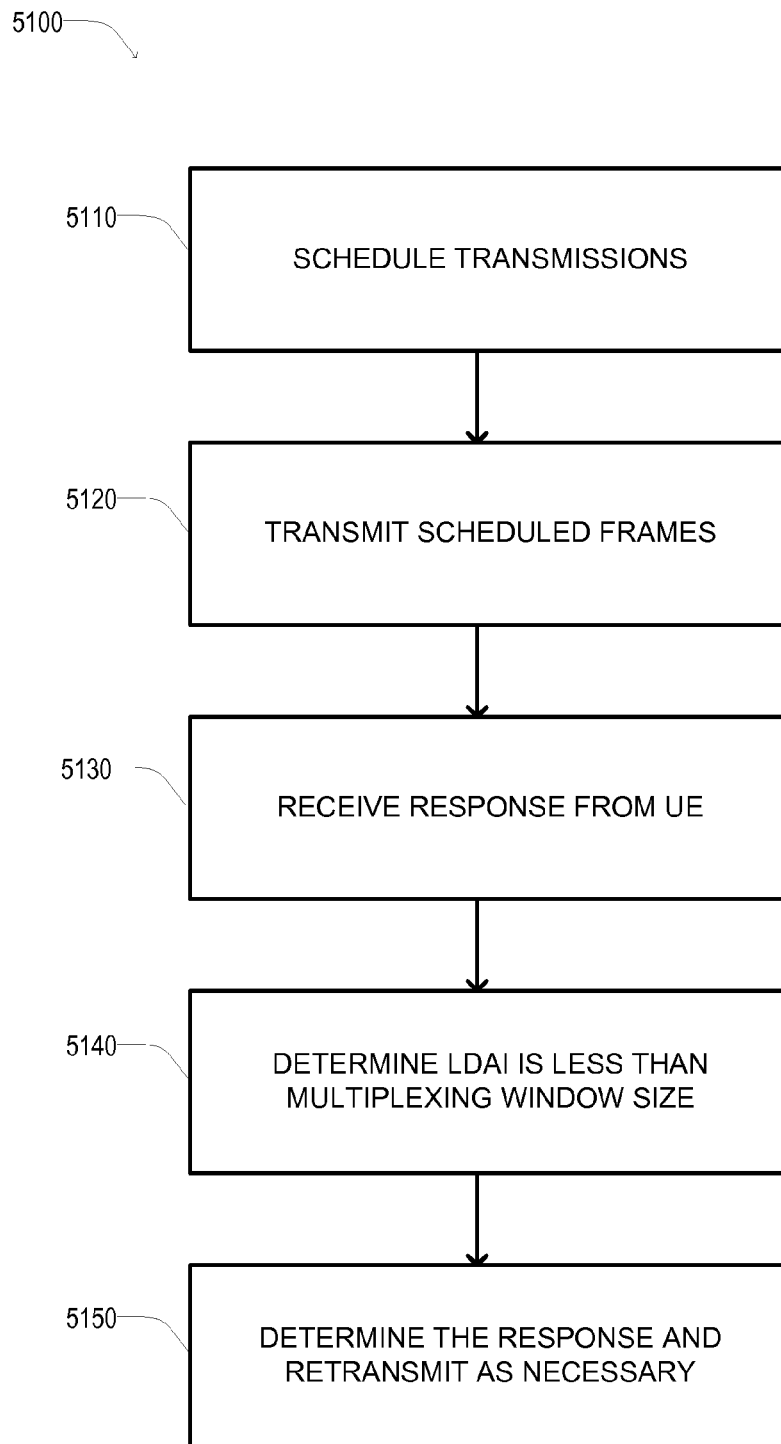 5100
5110
SCHEDULE TRANSMISSIONS
5120
TRANSMIT SCHEDULED FRAMES
5130
RECEIVE RESPONSE FROM UE
5140
DETERMINE LDAI IS LESS THAN
MULTIPLEXING WINDOW SIZE
5150
DETERMINE THE RESPONSE AND
RETRANSMIT AS NECESSARY